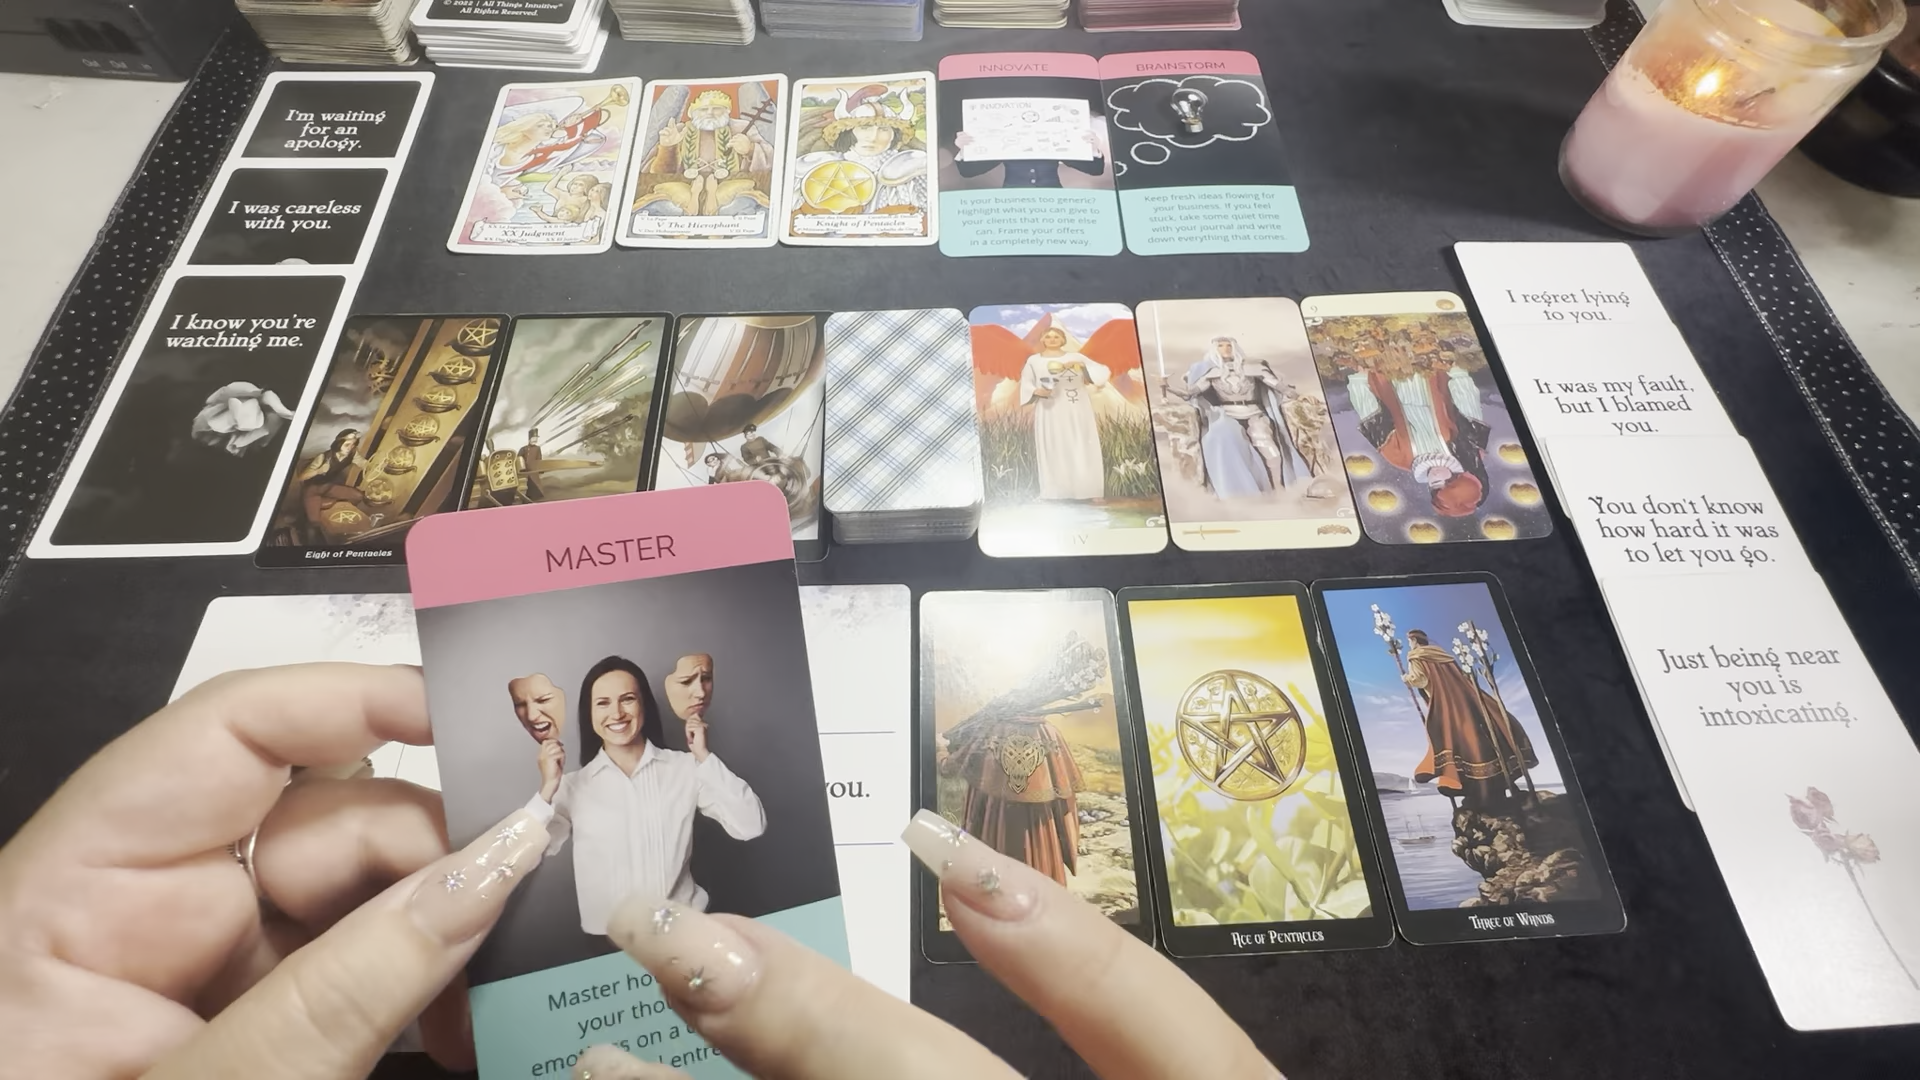 © 2022 | All Things Intuitive®
All Rights Reserved.
I'm waiting
for an
apology.
I was careless
with you.
I know you're
watching me.
XX Judgment
V The Hierophant
Knight of Pentacles
INNOVATE
INNOVATION
Is your business too generic?
Highlight what you can give to
your clients that no one else
can. Frame your offers
in a completely new way.
BRAINSTORM
Keep fresh ideas flowing for
your business. If you feel
stuck, take some quiet time
with your journal and write
down everything that comes.
Eight of Pentacles
XIV
9
I regret lying
to you.
It was my fault,
but I blamed
you.
You don't know
how hard it was
to let you go.
Just being near
you is
intoxicating.
MASTER
Master
your
on a
you.
Ace of Pentacles
Three of Wands